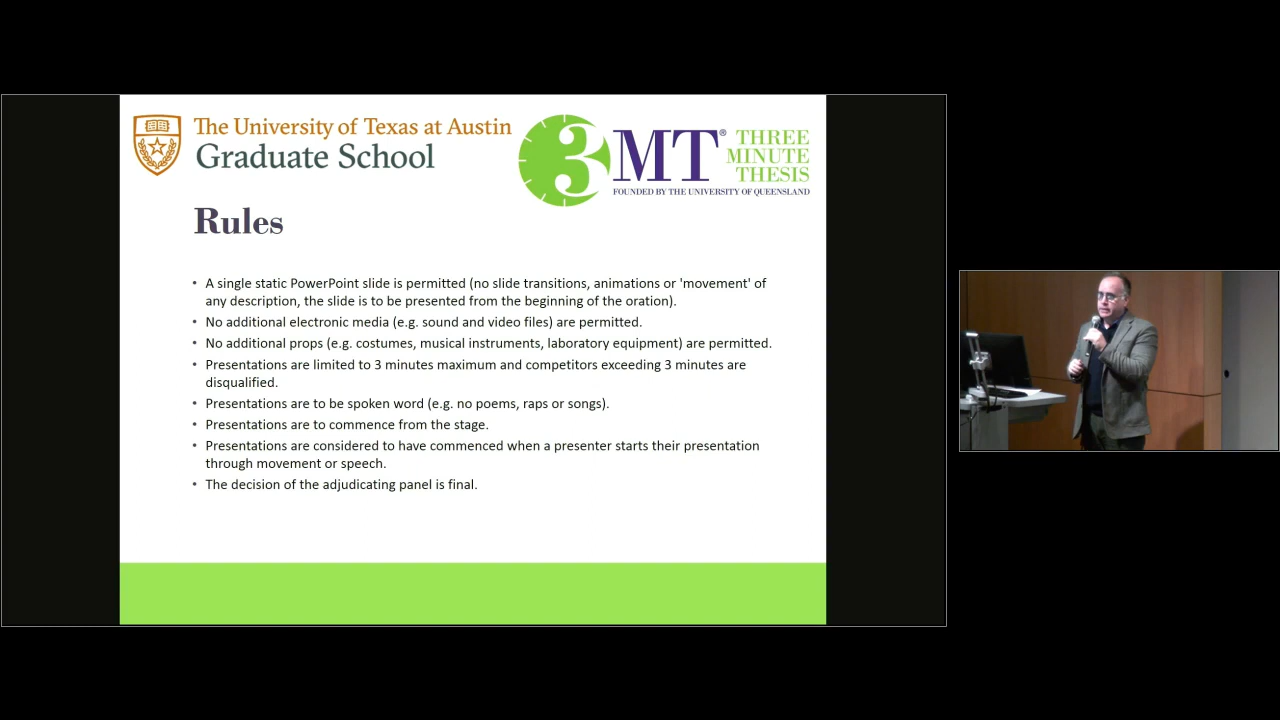 The University of Texas at Austin
Graduate School
3MT® THREE
MINUTE
THESIS
FOUNDED BY THE UNIVERSITY OF QUEENSLAND
Rules
• A single static PowerPoint slide is permitted (no slide transitions, animations or 'movement' of
any description, the slide is to be presented from the beginning of the oration).
• No additional electronic media (e.g. sound and video files) are permitted.
• No additional props (e.g. costumes, musical instruments, laboratory equipment) are permitted.
• Presentations are limited to 3 minutes maximum and competitors exceeding 3 minutes are
disqualified.
• Presentations are to be spoken word (e.g. no poems, raps or songs).
• Presentations are to commence from the stage.
• Presentations are considered to have commenced when a presenter starts their presentation
through movement or speech.
• The decision of the adjudicating panel is final.